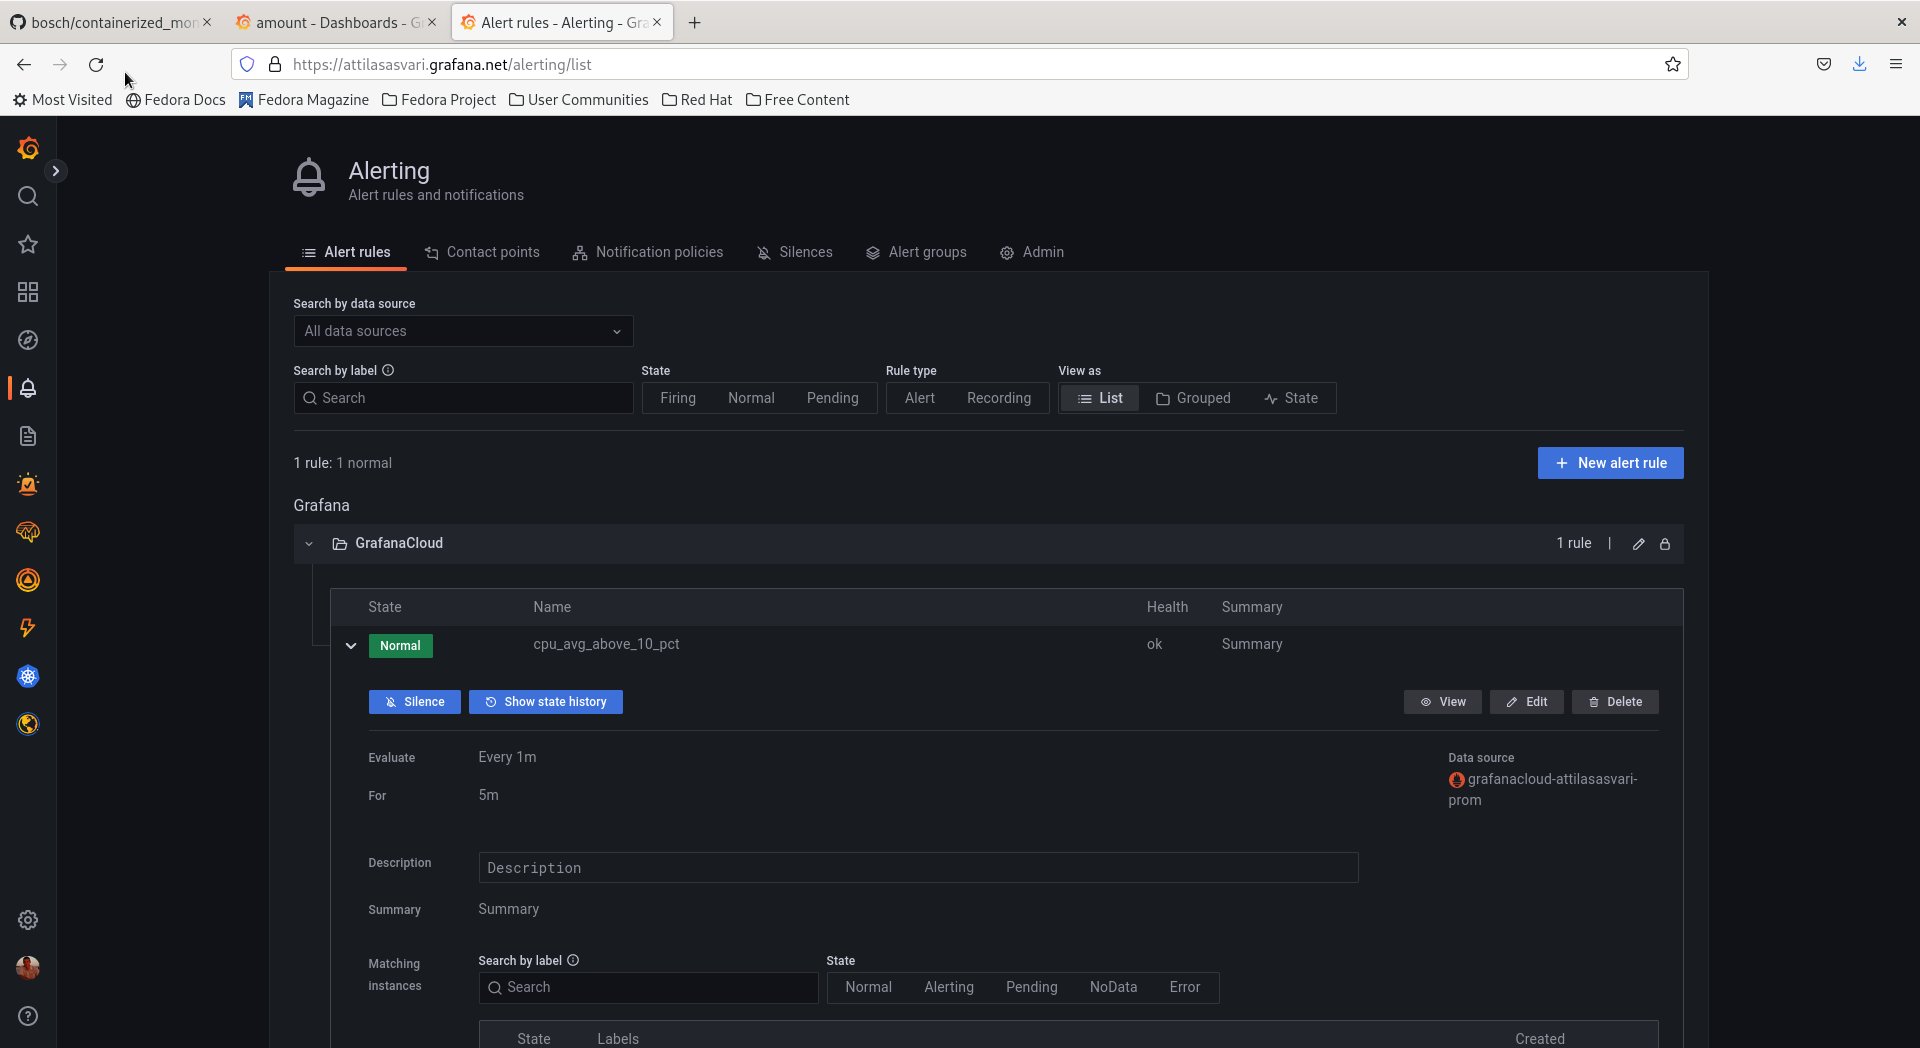 bosch/containerized_mon
amount - Dashboards - G
Alert rules - Alerting - Gra
https://attilasasvari.grafana.net/alerting/list
Most Visited Fedora Docs Fedora Magazine Fedora Project User Communities Red Hat Free Content
Alerting
Alert rules and notifications
Alert rules Contact points Notification policies Silences Alert groups Admin
Search by data source
All data sources
Search by label State Rule type View as
Search Firing Normal Pending Alert Recording List Grouped State
1 rule: 1 normal
New alert rule
Grafana
GrafanaCloud 1 rule |
State Name Health Summary
Normal cpu_avg_above_10_pct ok Summary
Silence Show state history View Edit Delete
Evaluate Every 1m Data source
grafanacloud-attilasasvari-
For 5m prom
Description Description
Summary Summary
Matching
instances
Search by label State
Search Normal Alerting Pending NoData Error
State Labels Created